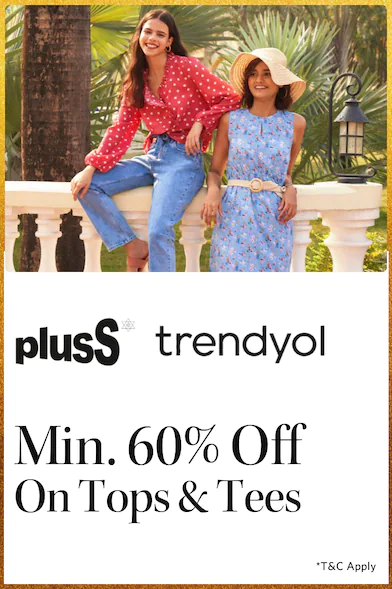 plusS trendyol
Min. 60% Off
On Tops & Tees
*T&C Apply